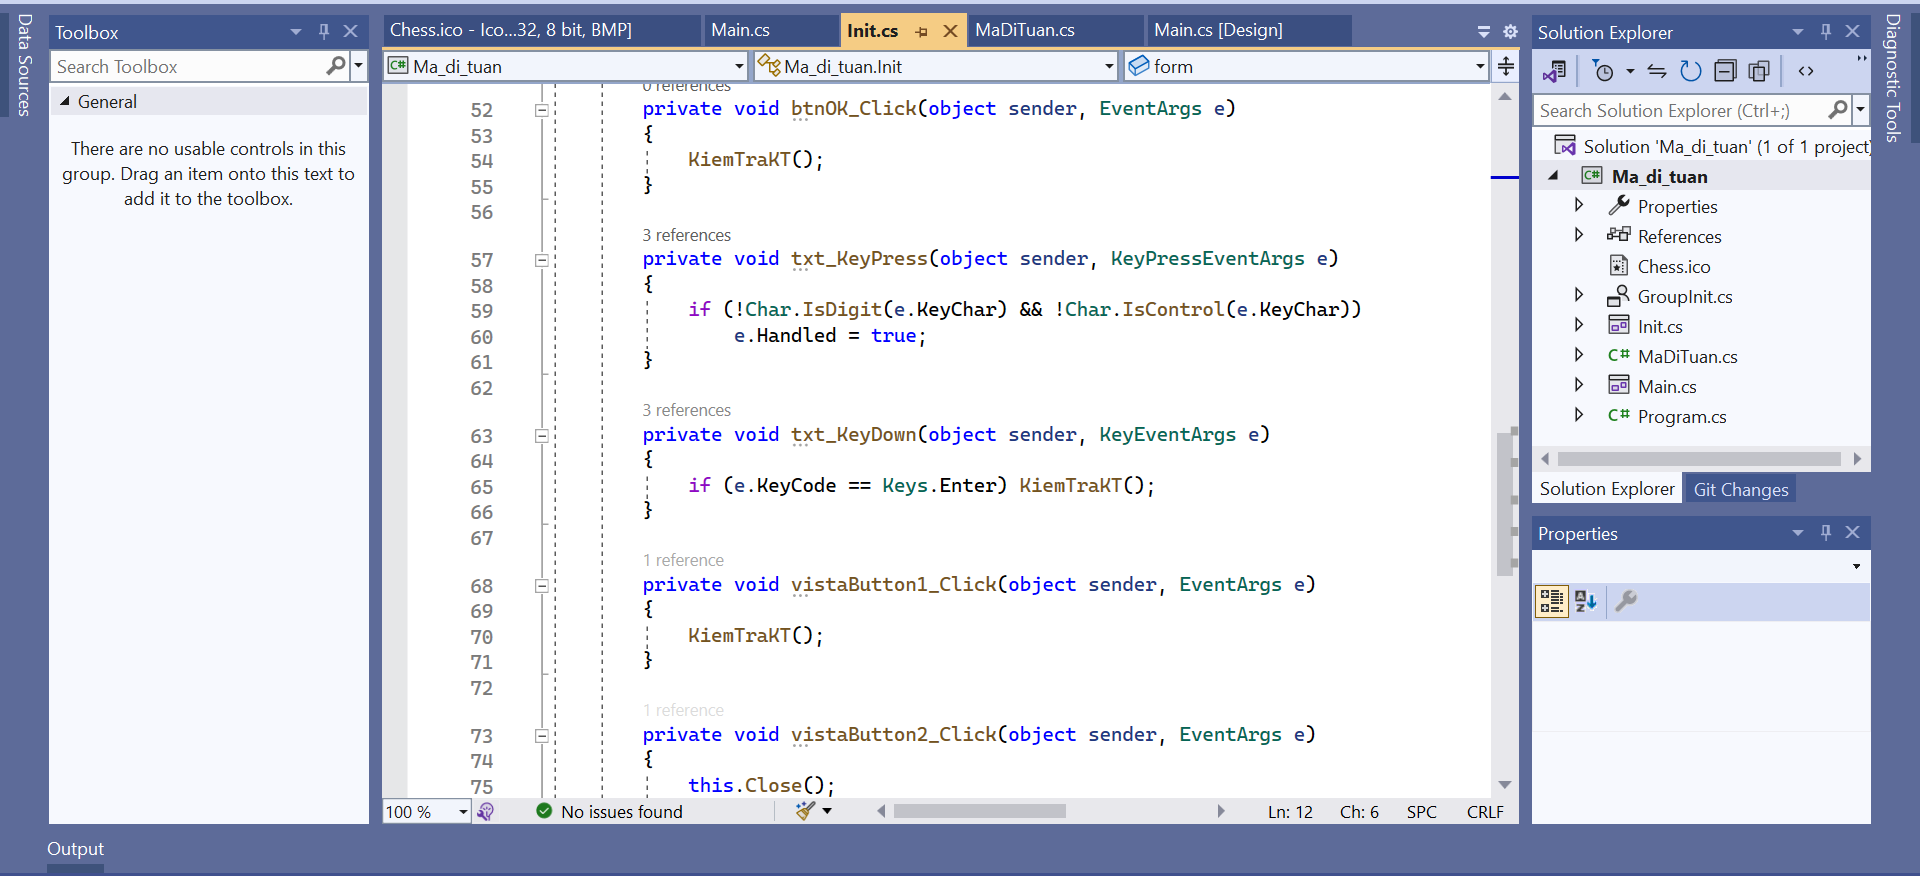 Data Sources
Toolbox
Search Toolbox
General
There are no usable controls in this
group. Drag an item onto this text to
add it to the toolbox.
Chess.ico - Ico...32, 8 bit, BMP]
Main.cs
Init.cs
MaDiTuan.cs
Main.cs [Design]
C# Ma_di_tuan
Ma_di_tuan.Init
form
0 references
52 private void btnOK_Click(object sender, EventArgs e)
53 {
54 KiemTraKT();
55 }
56
3 references
57 private void txt_KeyPress(object sender, KeyPressEventArgs e)
58 {
59 if (!Char.IsDigit(e.KeyChar) && !Char.IsControl(e.KeyChar))
60 e.Handled = true;
61 }
62
3 references
63 private void txt_KeyDown(object sender, KeyEventArgs e)
64 {
65 if (e.KeyCode == Keys.Enter) KiemTraKT();
66 }
67
1 reference
68 private void vistaButton1_Click(object sender, EventArgs e)
69 {
70 KiemTraKT();
71 }
72
1 reference
73 private void vistaButton2_Click(object sender, EventArgs e)
74 {
75 this.Close();
100 %
No issues found
Ln: 12 Ch: 6 SPC CRLF
Solution Explorer
Search Solution Explorer (Ctrl+;)
Solution 'Ma_di_tuan' (1 of 1 project)
C# Ma_di_tuan
Properties
References
Chess.ico
GroupInit.cs
Init.cs
C# MaDiTuan.cs
Main.cs
C# Program.cs
Solution Explorer
Git Changes
Properties
Diagnostic Tools
Output